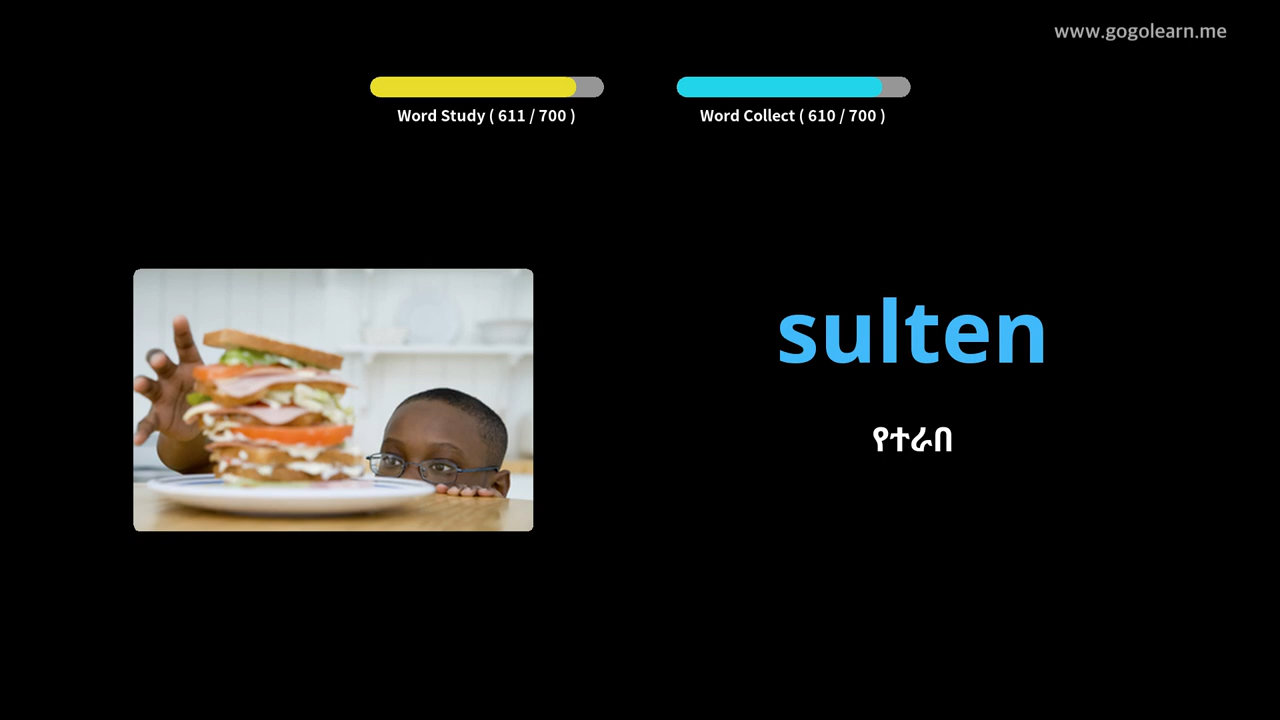 www.gogolearn.me
Word Study ( 611 / 700 )
Word Collect ( 610 / 700 )
sulten
የተራበ